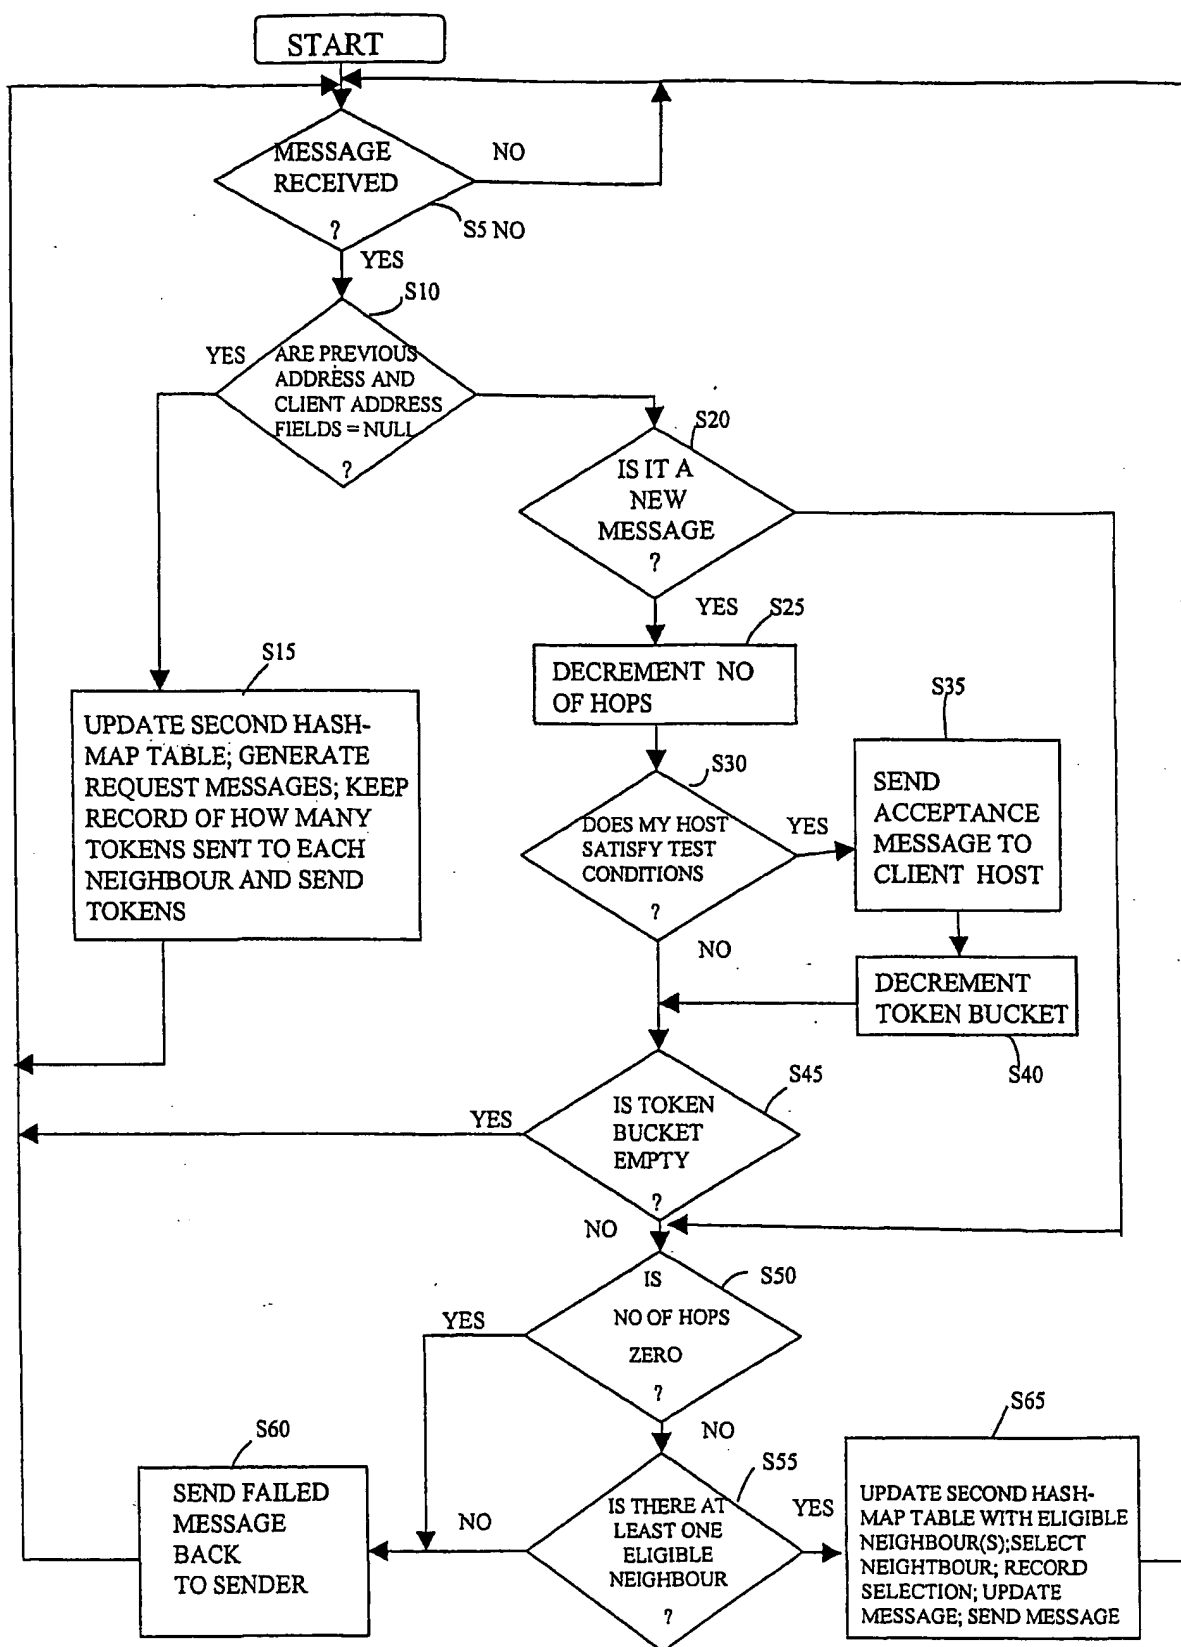 START
MESSAGE
RECEIVED
?
NO
S5 NO
YES
S10
YES
ARE PREVIOUS
ADDRESS AND
CLIENT ADDRESS
FIELDS = NULL
?
S20
IS IT A
NEW
MESSAGE
?
YES
S25
DECREMENT NO
OF HOPS
S15
UPDATE SECOND HASH-
MAP TABLE; GENERATE
REQUEST MESSAGES; KEEP
RECORD OF HOW MANY
TOKENS SENT TO EACH
NEIGHBOUR AND SEND
TOKENS
S30
DOES MY HOST
SATISFY TEST
CONDITIONS
?
YES
S35
SEND
ACCEPTANCE
MESSAGE TO
CLIENT HOST
NO
DECREMENT
TOKEN BUCKET
S40
S45
IS TOKEN
BUCKET
EMPTY
?
YES
NO
S50
IS
NO OF HOPS
ZERO
?
YES
NO
S60
SEND FAILED
MESSAGE
BACK
TO SENDER
NO
S55
IS THERE AT
LEAST ONE
ELIGIBLE
NEIGHBOUR
?
YES
S65
UPDATE SECOND HASH-
MAP TABLE WITH ELIGIBLE
NEIGHBOUR(S);SELECT
NEIGHTBOUR; RECORD
SELECTION; UPDATE
MESSAGE; SEND MESSAGE